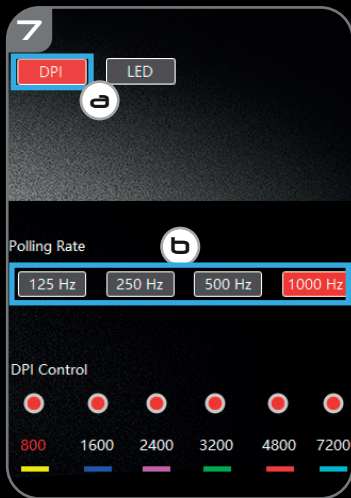 7
DPI LED
a
Polling Rate b
125 Hz 250 Hz 500 Hz 1000 Hz
DPI Control
800 1600 2400 3200 4800 7200